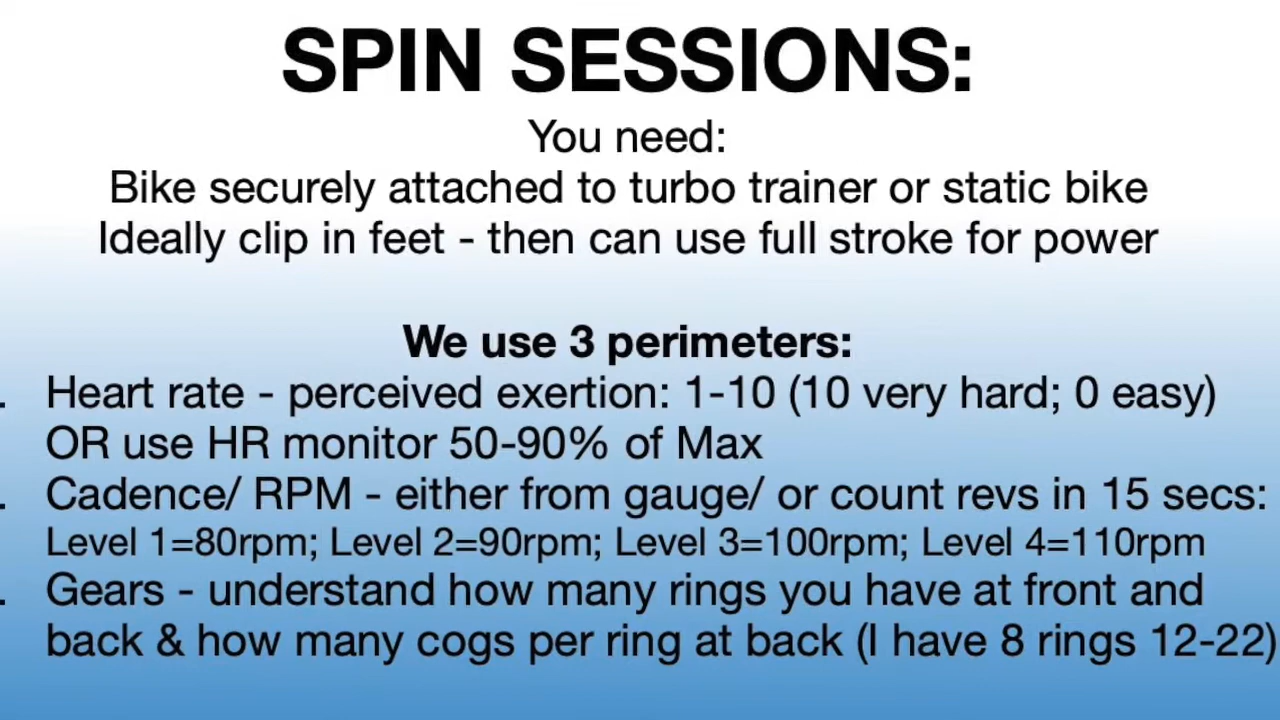 SPIN SESSIONS:
You need:
Bike securely attached to turbo trainer or static bike
Ideally clip in feet - then can use full stroke for power
We use 3 perimeters:
. Heart rate - perceived exertion: 1-10 (10 very hard; 0 easy)
OR use HR monitor 50-90% of Max
. Cadence/ RPM - either from gauge/ or count revs in 15 secs:
Level 1=80rpm; Level 2=90rpm; Level 3=100rpm; Level 4=110rpm
. Gears - understand how many rings you have at front and
back & how many cogs per ring at back (I have 8 rings 12-22)